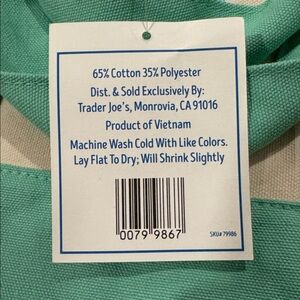 65% Cotton 35% Polyester
Dist. & Sold Exclusively By:
Trader Joe's, Monrovia, CA 91016
Product of Vietnam
Machine Wash Cold With Like Colors.
Lay Flat To Dry; Will Shrink Slightly
0079 9867
SKU# 79986